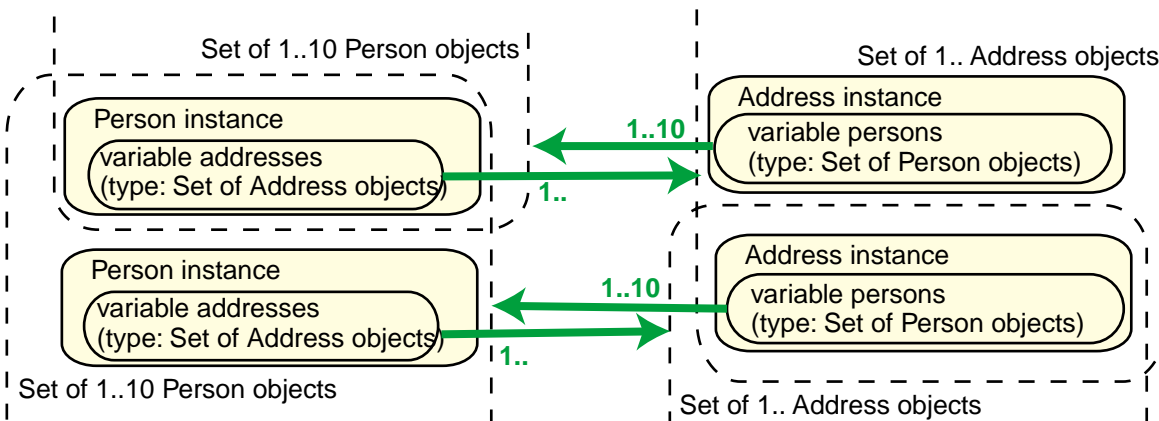 Set of 1..10 Person objects
Set of 1.. Address objects
Person instance
variable addresses
(type: Set of Address objects)
1..10
1..
Address instance
variable persons
(type: Set of Person objects)
Person instance
variable addresses
(type: Set of Address objects)
1..10
1..
Address instance
variable persons
(type: Set of Person objects)
Set of 1..10 Person objects
Set of 1.. Address objects